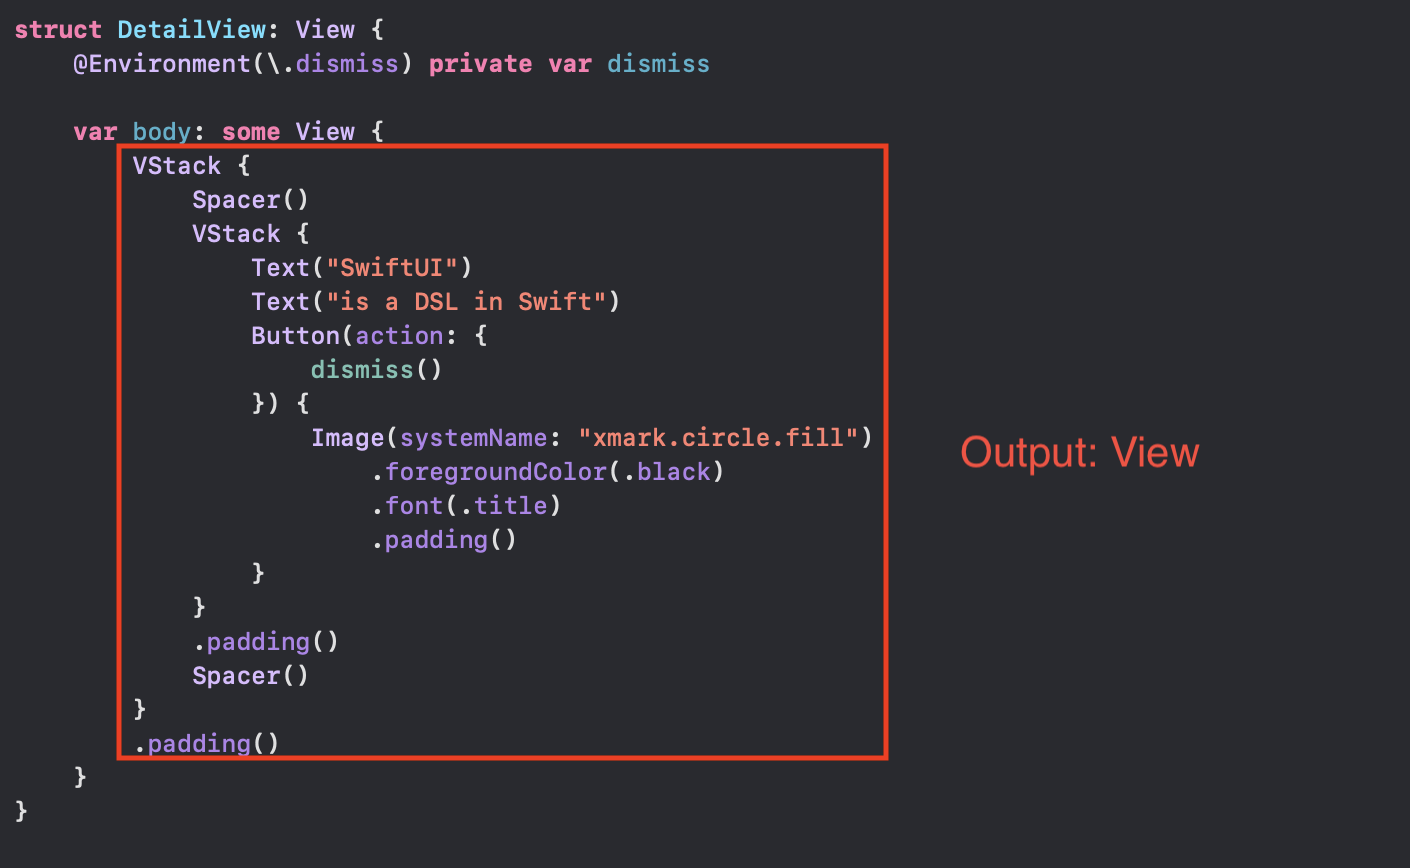 struct DetailView: View {
    @Environment(\.dismiss) private var dismiss

    var body: some View {
        VStack {
            Spacer()
            VStack {
                Text("SwiftUI")
                Text("is a DSL in Swift")
                Button(action: {
                    dismiss()
                }) {
                    Image(systemName: "xmark.circle.fill")
                        .foregroundColor(.black)
                        .font(.title)
                        .padding()
                }
            }
            .padding()
            Spacer()
        }
        .padding()
    }
}
Output: View